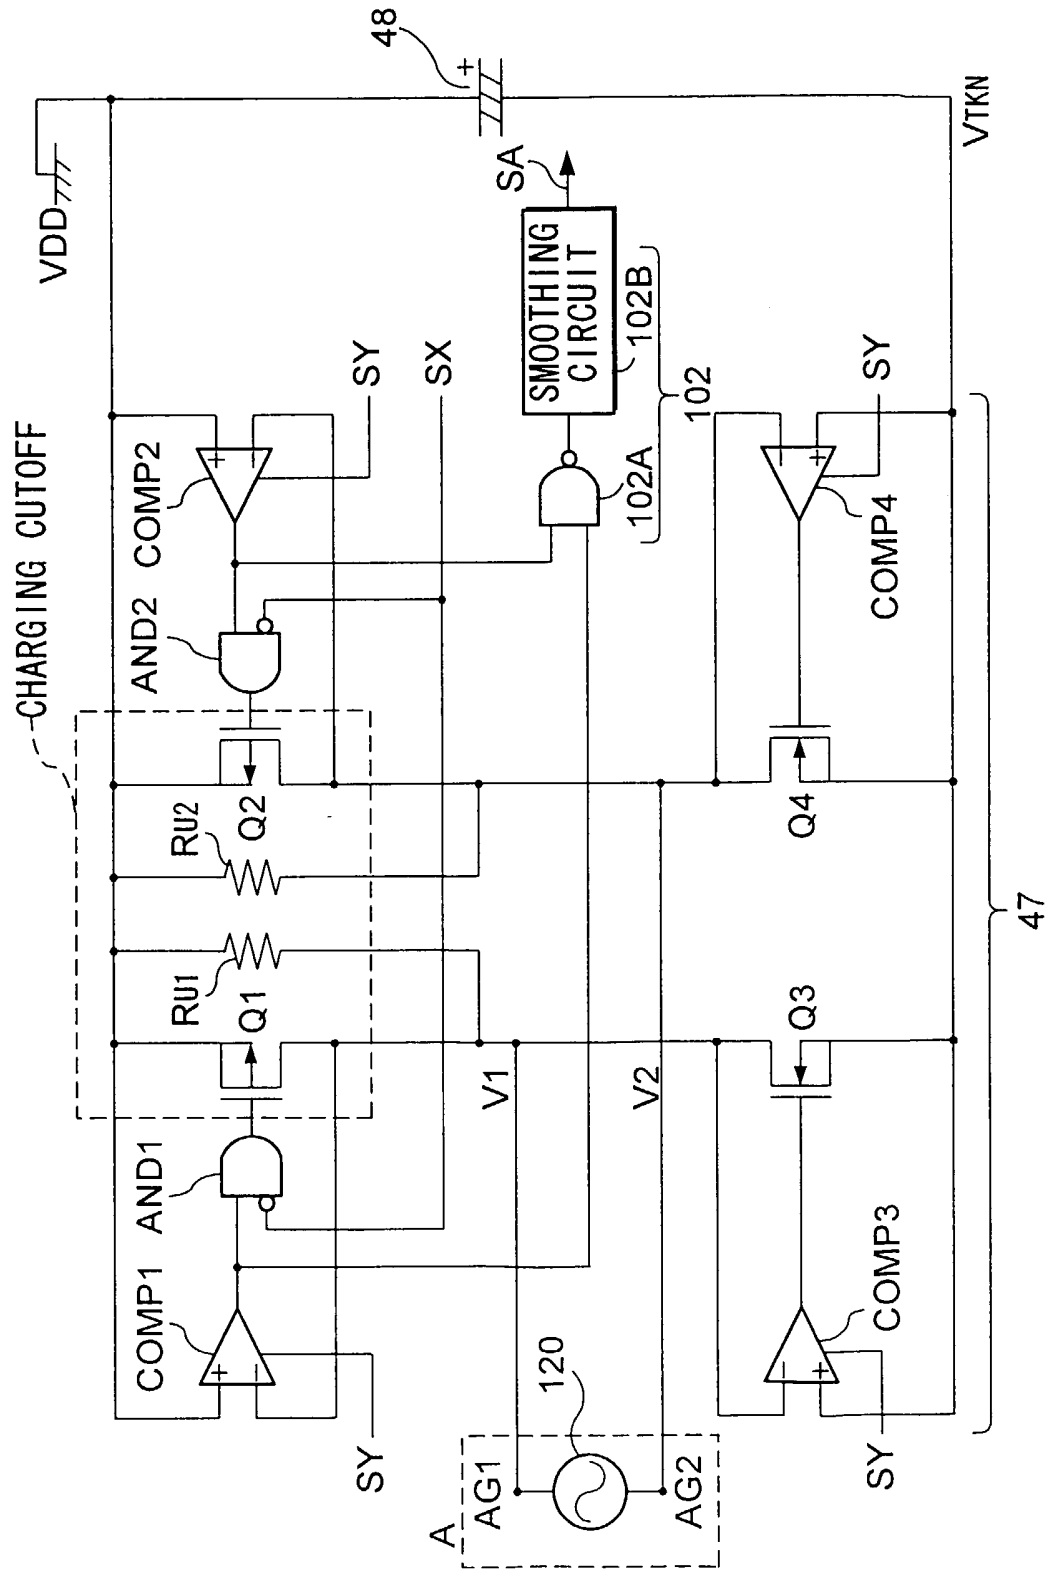 CHARGING CUTOFF
VDD
48
+
COMP1
AND1
RU1
Q1
RU2
Q2
AND2
COMP2
+
−
+
−
SY
SY
SX
A
AG1
120
AG2
V1
V2
SMOOTHING
CIRCUIT
SA
102A
102B
102
COMP3
−
+
SY
Q3
Q4
COMP4
−
+
SY
47
VTKN